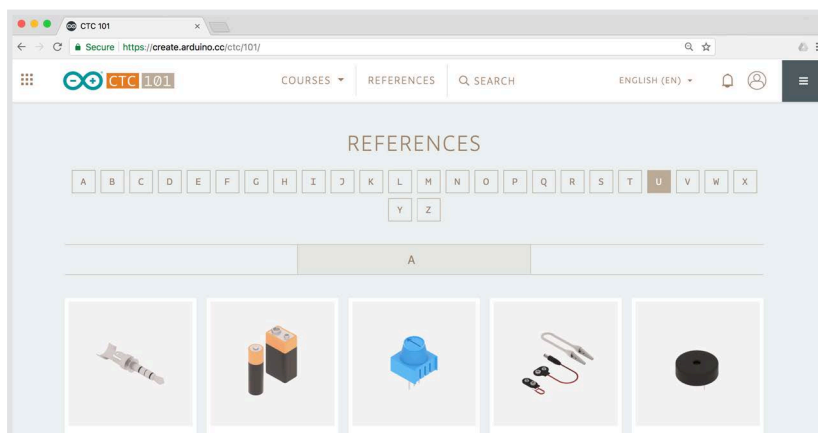 CTC 101
Secure https://create.arduino.cc/ctc/101/
CTC 101 COURSES REFERENCES SEARCH ENGLISH (EN)
REFERENCES
A B C D E F G H I J K L M N O P Q R S T U V W X
Y Z
A